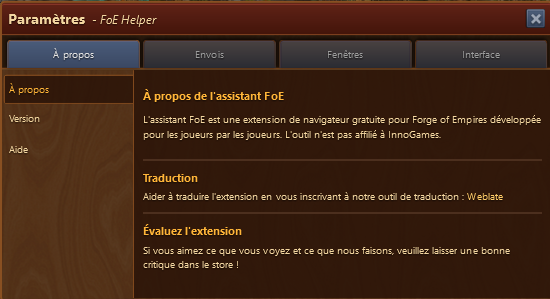 Paramètres - FoE Helper
À propos Envois Fenêtres Interface
À propos
Version
Aide
À propos de l'assistant FoE
L'assistant FoE est une extension de navigateur gratuite pour Forge of Empires développée
pour les joueurs par les joueurs. L'outil n'est pas affilié à InnoGames.
Traduction
Aider à traduire l'extension en vous inscrivant à notre outil de traduction : Weblate
Évaluez l'extension
Si vous aimez ce que vous voyez et ce que nous faisons, veuillez laisser une bonne
critique dans le store !